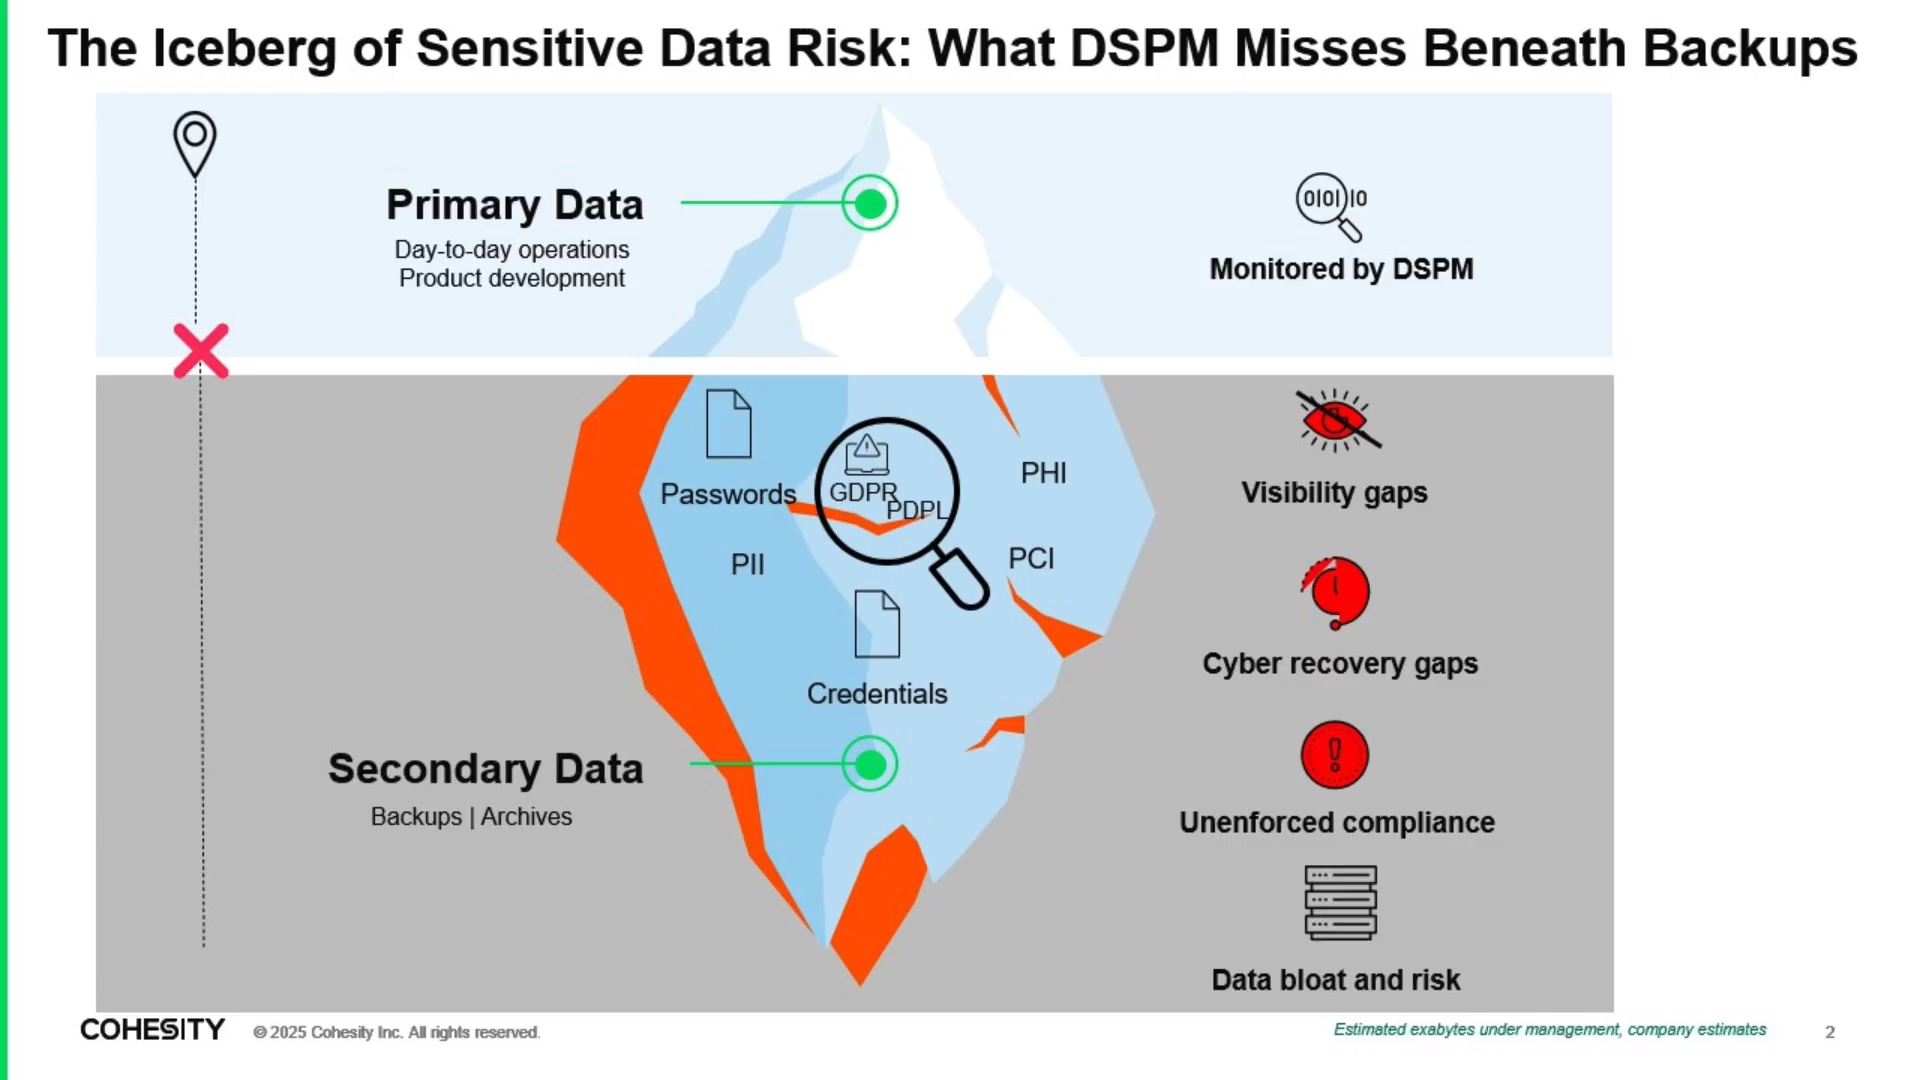 The Iceberg of Sensitive Data Risk: What DSPM Misses Beneath Backups
Primary Data
Day-to-day operations
Product development
01011010
Monitored by DSPM
Passwords
GDPR
PDPL
PHI
PII
PCI
Credentials
Visibility gaps
Cyber recovery gaps
Secondary Data
Backups | Archives
Unenforced compliance
Data bloat and risk
COHESITY
© 2025 Cohesity Inc. All rights reserved.
Estimated exabytes under management, company estimates
2